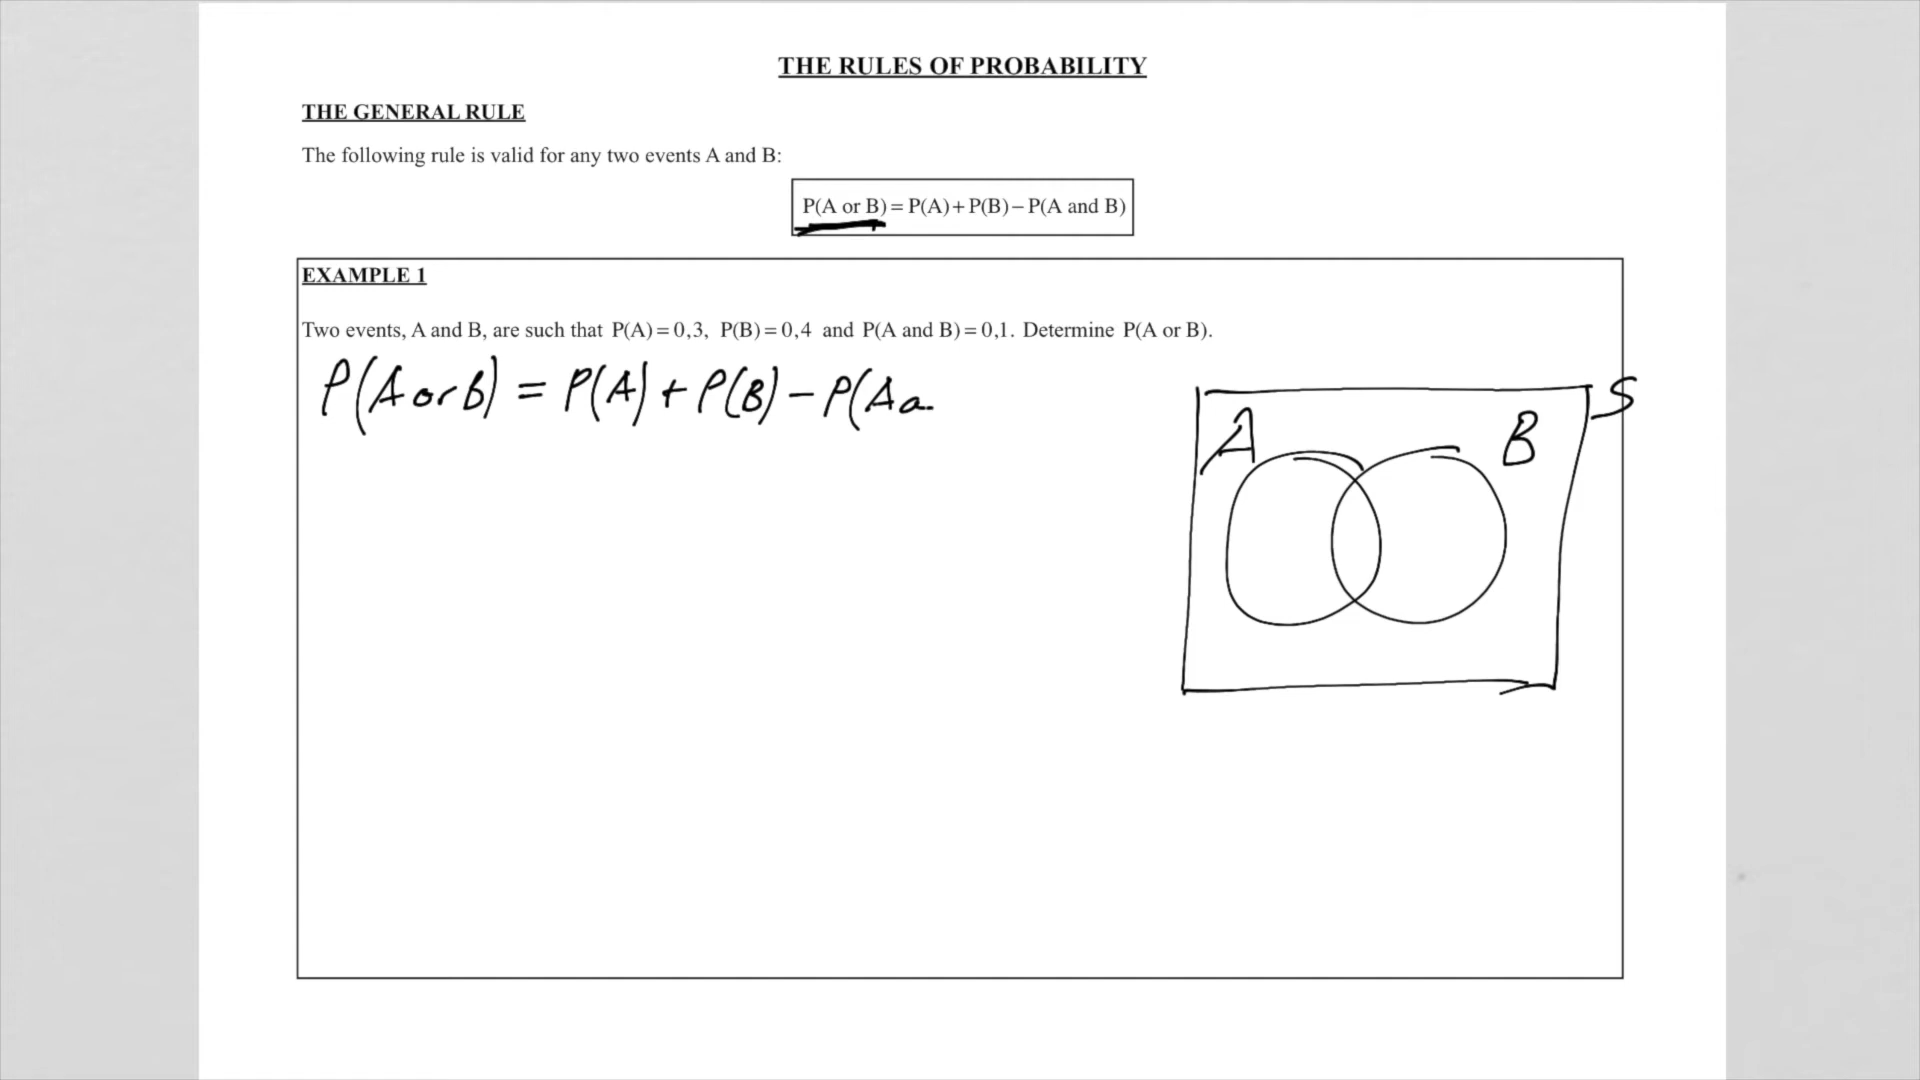 THE RULES OF PROBABILITY
THE GENERAL RULE
The following rule is valid for any two events A and B:
P(A or B) = P(A) + P(B) − P(A and B)
EXAMPLE 1
Two events, A and B, are such that P(A) = 0,3, P(B) = 0,4 and P(A and B) = 0,1. Determine P(A or B).
P(A or B) = P(A) + P(B) − P(A a
S
A B